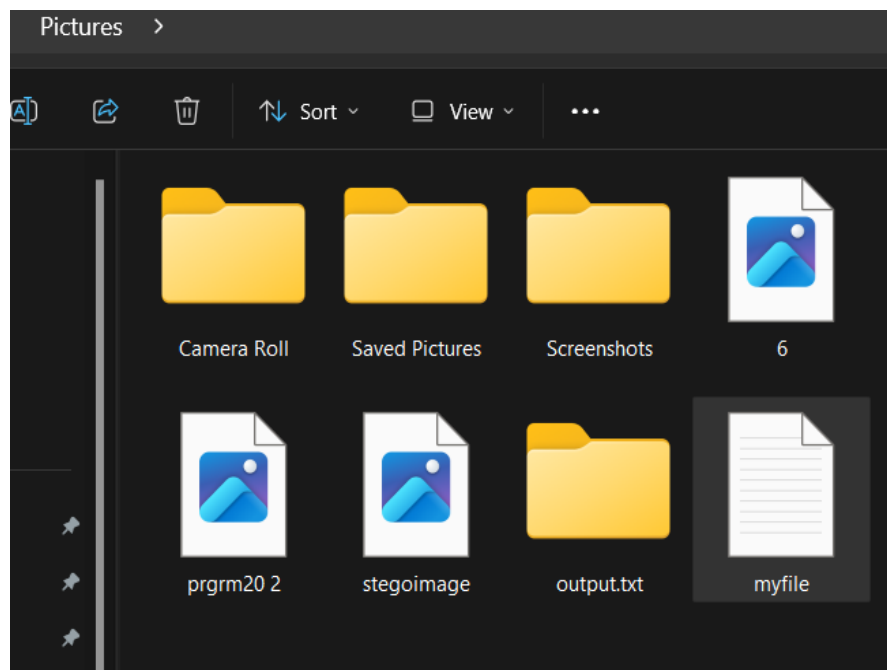 Pictures >
Sort View •••
Camera Roll Saved Pictures Screenshots 6
prgrm20 2 stegoimage output.txt myfile